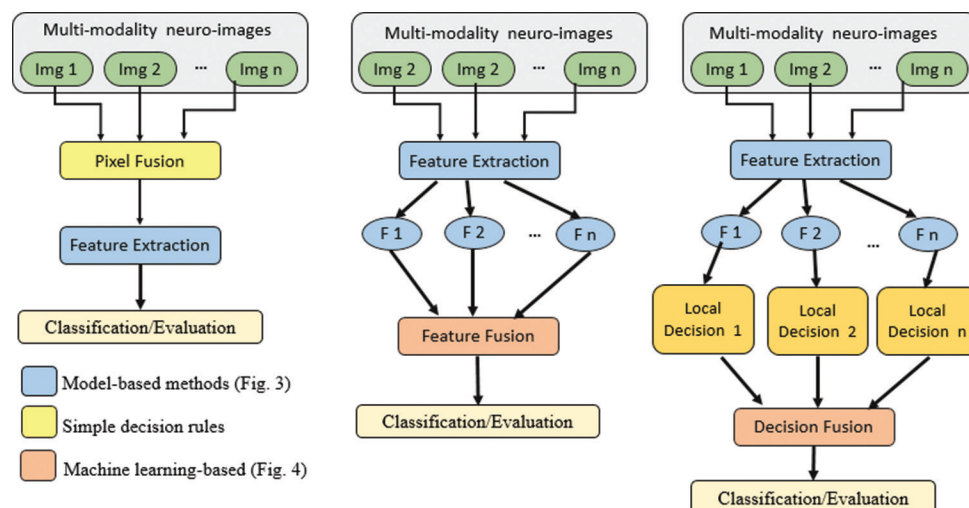 Multi-modality neuro-images
Img 1
Img 2
...
Img n
Pixel Fusion
Feature Extraction
Classification/Evaluation
Model-based methods (Fig. 3)
Simple decision rules
Machine learning-based (Fig. 4)
Multi-modality neuro-images
Img 2
Img 2
...
Img n
Feature Extraction
F 1
F 2
...
F n
Feature Fusion
Classification/Evaluation
Multi-modality neuro-images
Img 1
Img 2
...
Img n
Feature Extraction
F 1
F 2
...
F n
Local
Decision 1
Local
Decision 2
Local
Decision n
Decision Fusion
Classification/Evaluation